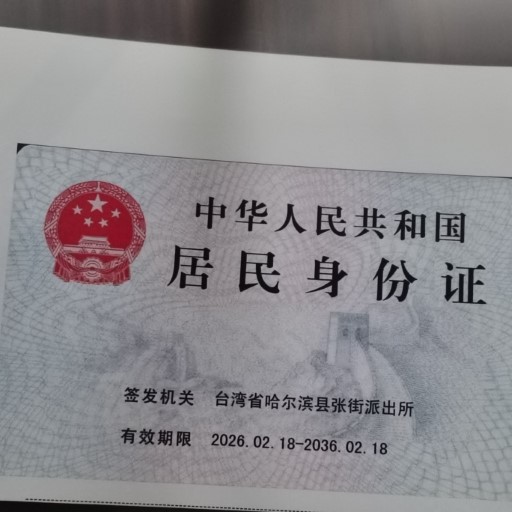 中华人民共和国
居民身份证
签发机关 台湾省哈尔滨县张街派出所
有效期限 2026.02.18-2036.02.18